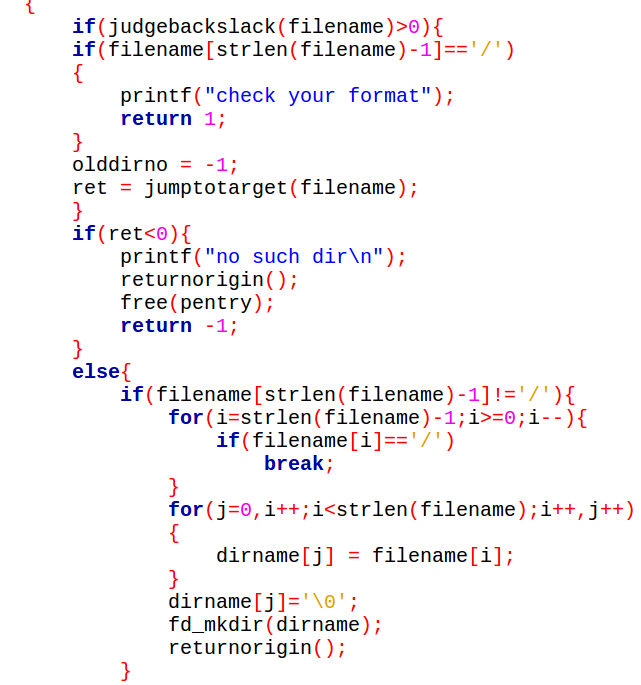 {
if(judgebackslack(filename)>0){
if(filename[strlen(filename)-1]=='/')
{
printf("check your format");
return 1;
}
olddirno = -1;
ret = jumptotarget(filename);
}
if(ret<0){
printf("no such dir\n");
returnorigin();
free(pentry);
return -1;
}
else{
if(filename[strlen(filename)-1]!='/'){
for(i=strlen(filename)-1;i>=0;i--){
if(filename[i]=='/')
break;
}
for(j=0,i++;i<strlen(filename);i++,j++)
{
dirname[j] = filename[i];
}
dirname[j]='\0';
fd_mkdir(dirname);
returnorigin();
}